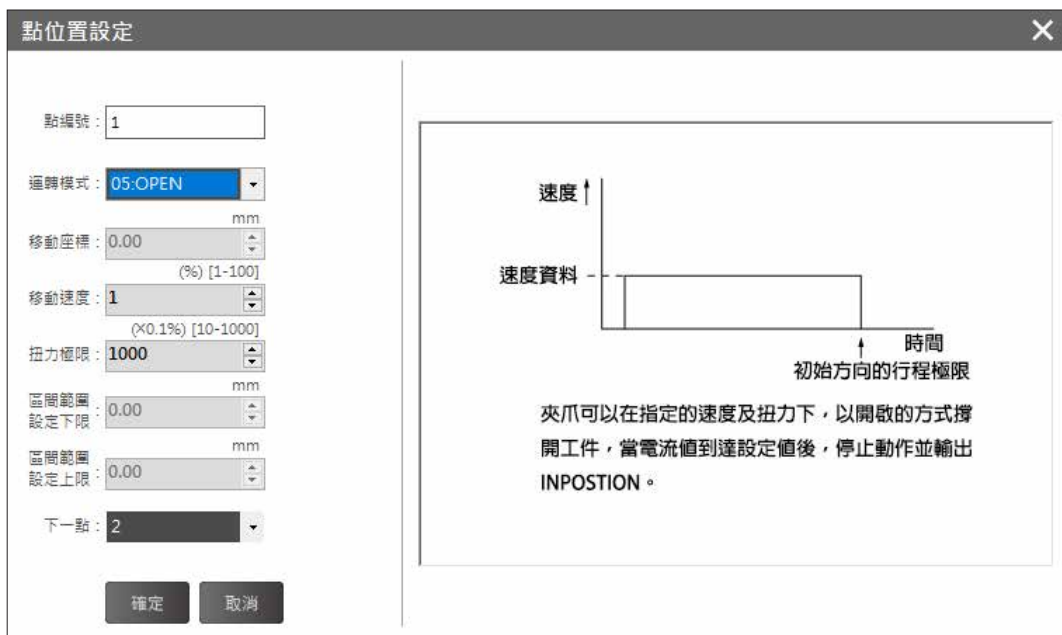 點位置設定
點編號：1
運轉模式：05:OPEN
mm
移動座標：0.00
(%) [1-100]
移動速度：1
(×0.1%) [10-1000]
扭力極限：1000
mm
區間範圍
設定下限：0.00
mm
區間範圍
設定上限：0.00
下一點：2
確定 取消
速度
速度資料
時間
初始方向的行程極限
夾爪可以在指定的速度及扭力下，以開啟的方式撐
開工件，當電流值到達設定值後，停止動作並輸出
INPOSTION。